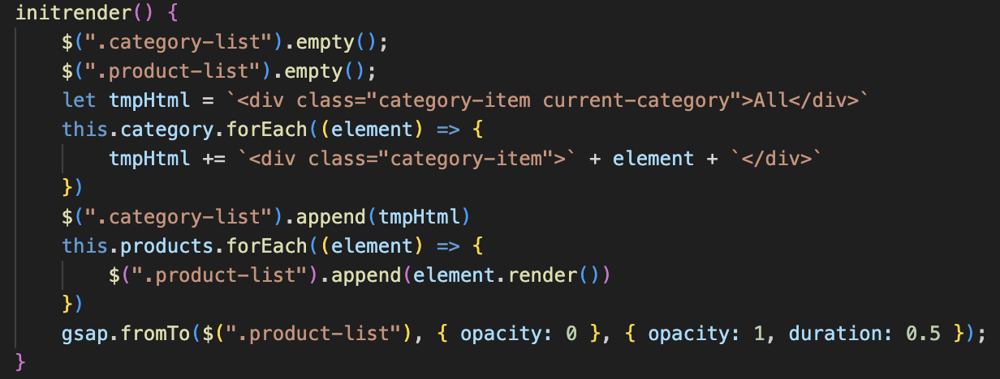 initrender() {
    $(".category-list").empty();
    $(".product-list").empty();
    let tmpHtml = `<div class="category-item current-category">All</div>`
    this.category.forEach((element) => {
        tmpHtml += `<div class="category-item">` + element + `</div>`
    })
    $(".category-list").append(tmpHtml)
    this.products.forEach((element) => {
        $(".product-list").append(element.render())
    })
    gsap.fromTo($(".product-list"), { opacity: 0 }, { opacity: 1, duration: 0.5 });
}